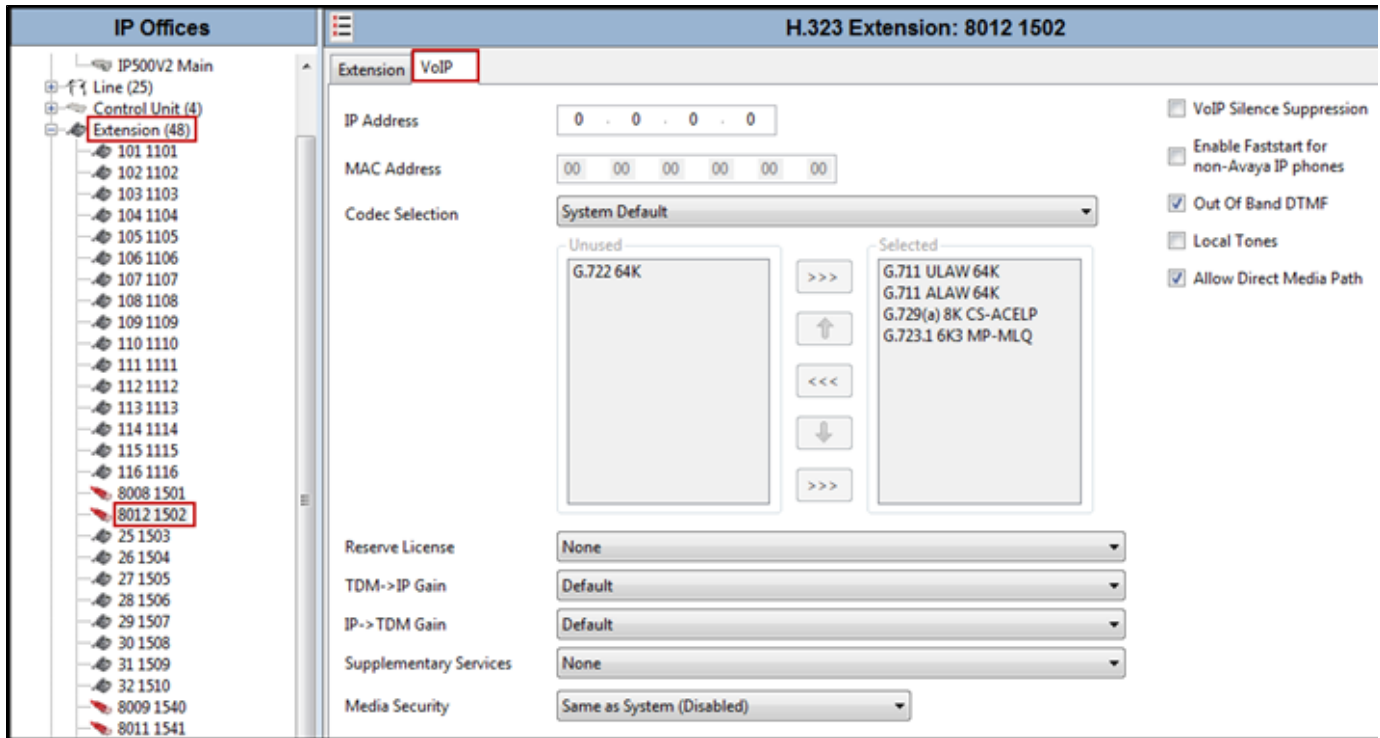 IP Offices
IP500V2 Main
Line (25)
Control Unit (4)
Extension (48)
101 1101
102 1102
103 1103
104 1104
105 1105
106 1106
107 1107
108 1108
109 1109
110 1110
111 1111
112 1112
113 1113
114 1114
115 1115
116 1116
8008 1501
8012 1502
25 1503
26 1504
27 1505
28 1506
29 1507
30 1508
31 1509
32 1510
8009 1540
8011 1541
H.323 Extension: 8012 1502
Extension VoIP
IP Address 0 . 0 . 0 . 0
MAC Address 00 00 00 00 00 00
Codec Selection System Default
Unused
G.722 64K
>>>
<<<
>>>
Selected
G.711 ULAW 64K
G.711 ALAW 64K
G.729(a) 8K CS-ACELP
G.723.1 6K3 MP-MLQ
Reserve License None
TDM->IP Gain Default
IP->TDM Gain Default
Supplementary Services None
Media Security Same as System (Disabled)
VoIP Silence Suppression
Enable Faststart for
non-Avaya IP phones
Out Of Band DTMF
Local Tones
Allow Direct Media Path